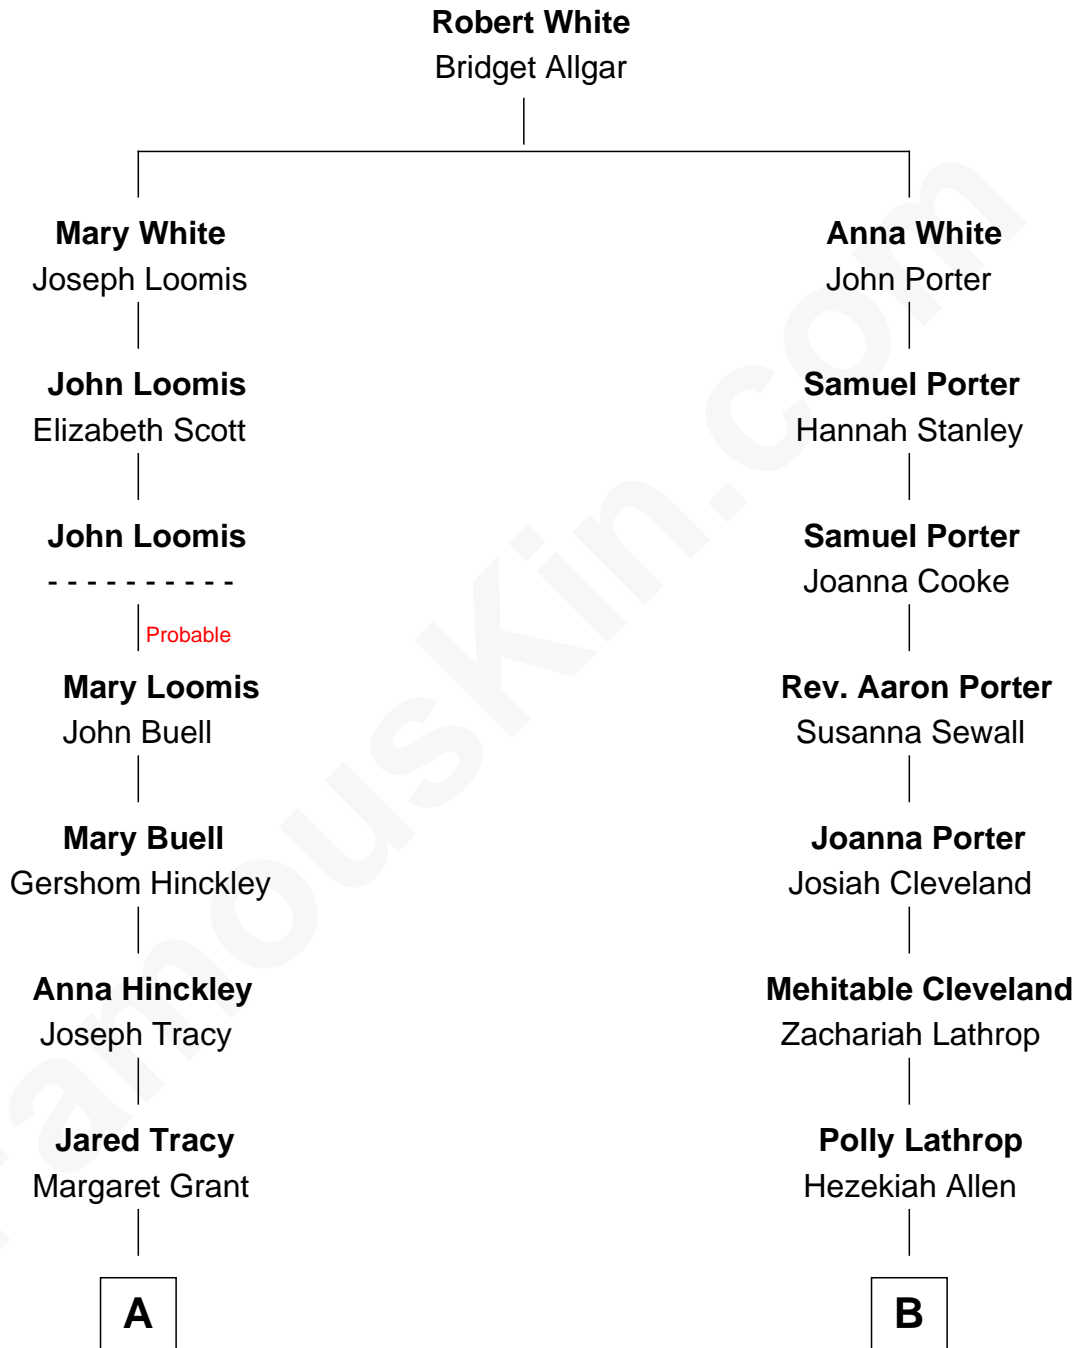 Robert White
Bridget Allgar
Mary White
Joseph Loomis
Anna White
John Porter
John Loomis
Elizabeth Scott
Samuel Porter
Hannah Stanley
John Loomis
- - - - - - - - - -
Samuel Porter
Joanna Cooke
Probable
Mary Loomis
John Buell
Rev. Aaron Porter
Susanna Sewall
Mary Buell
Gershom Hinckley
Joanna Porter
Josiah Cleveland
Anna Hinckley
Joseph Tracy
Mehitable Cleveland
Zachariah Lathrop
Jared Tracy
Margaret Grant
Polly Lathrop
Hezekiah Allen
A
B
FamousKin.com